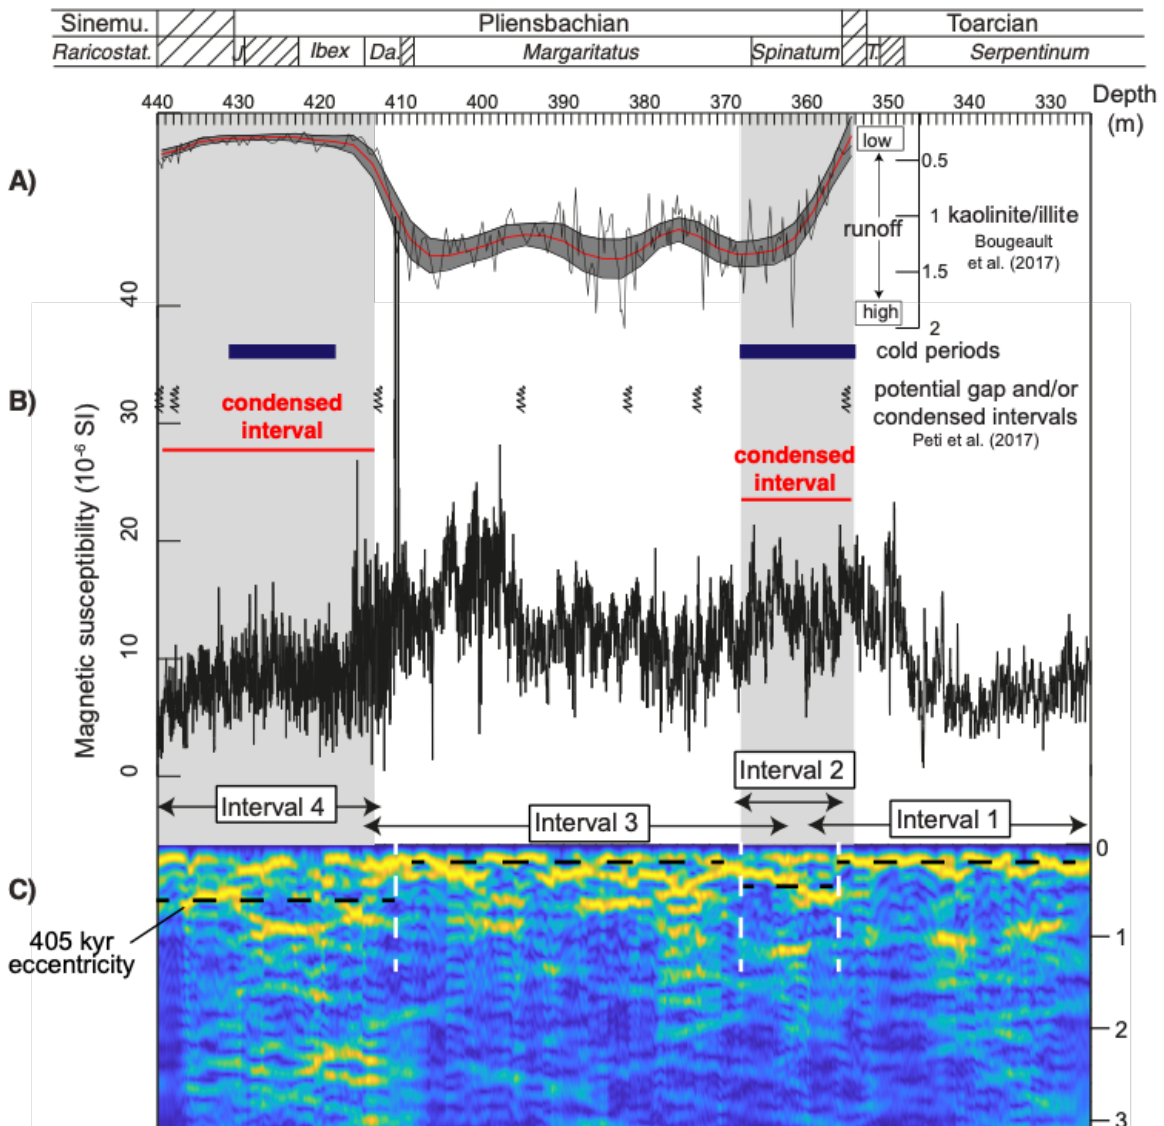 Sinemu. Pliensbachian Toarcian
Raricostat. J. Ibex Da. Margaritatus Spinatum T. Serpentinum
440 430 420 410 400 390 380 370 360 350 340 330 Depth
(m)
A)
low
0.5
1 kaolinite/illite
runoff
Bougeault
et al. (2017)
1.5
high
2
40
cold periods
B)
potential gap and/or
condensed intervals
Peti et al. (2017)
condensed
interval
condensed
interval
30
20
10
0
Magnetic susceptibility (10⁻⁶ SI)
Interval 2
Interval 4
Interval 3
Interval 1
0
C)
405 kyr
eccentricity
1
2
3